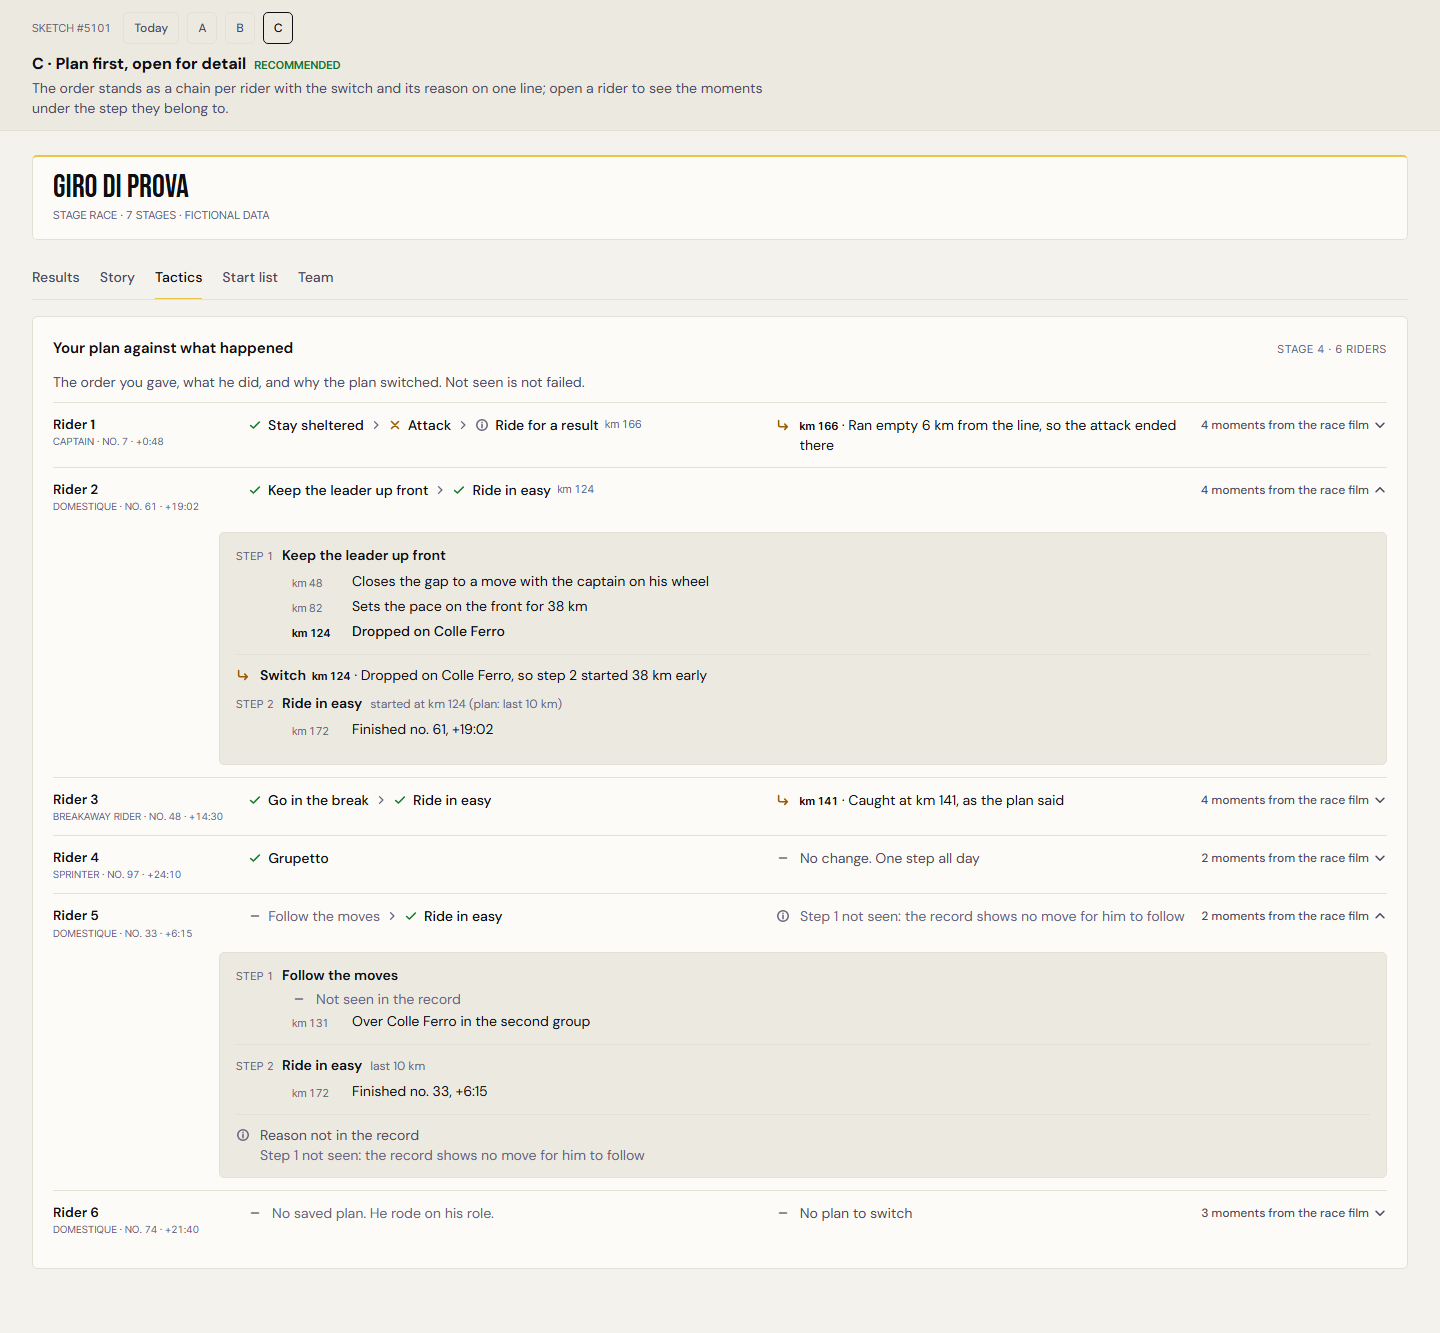 SKETCH #5101 Today A B C
C · Plan first, open for detail RECOMMENDED
The order stands as a chain per rider with the switch and its reason on one line; open a rider to see the moments
under the step they belong to.
GIRO DI PROVA
STAGE RACE · 7 STAGES · FICTIONAL DATA
Results Story Tactics Start list Team
Your plan against what happened STAGE 4 · 6 RIDERS
The order you gave, what he did, and why the plan switched. Not seen is not failed.
Rider 1 Stay sheltered Attack Ride for a result km 166 km 166 · Ran empty 6 km from the line, so the attack ended 4 moments from the race film
CAPTAIN · NO. 7 · +0:48 there
Rider 2 Keep the leader up front Ride in easy km 124 4 moments from the race film
DOMESTIQUE · NO. 61 · +19:02
STEP 1 Keep the leader up front
km 48 Closes the gap to a move with the captain on his wheel
km 82 Sets the pace on the front for 38 km
km 124 Dropped on Colle Ferro
Switch km 124 · Dropped on Colle Ferro, so step 2 started 38 km early
STEP 2 Ride in easy started at km 124 (plan: last 10 km)
km 172 Finished no. 61, +19:02
Rider 3 Go in the break Ride in easy km 141 · Caught at km 141, as the plan said 4 moments from the race film
BREAKAWAY RIDER · NO. 48 · +14:30
Rider 4 Grupetto – No change. One step all day 2 moments from the race film
SPRINTER · NO. 97 · +24:10
Rider 5 – Follow the moves Ride in easy Step 1 not seen: the record shows no move for him to follow 2 moments from the race film
DOMESTIQUE · NO. 33 · +6:15
STEP 1 Follow the moves
– Not seen in the record
km 131 Over Colle Ferro in the second group
STEP 2 Ride in easy last 10 km
km 172 Finished no. 33, +6:15
Reason not in the record
Step 1 not seen: the record shows no move for him to follow
Rider 6 – No saved plan. He rode on his role. – No plan to switch 3 moments from the race film
DOMESTIQUE · NO. 74 · +21:40